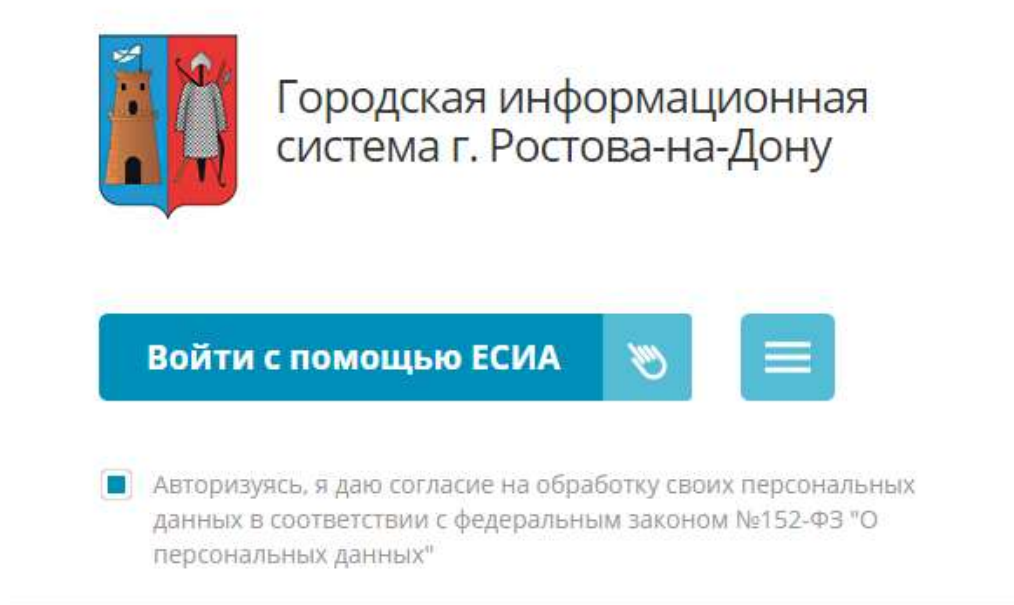 Городская информационная
система г. Ростова-на-Дону
Войти с помощью ЕСИА
Авторизуясь, я даю согласие на обработку своих персональных
данных в соответствии с федеральным законом №152-ФЗ "О
персональных данных"